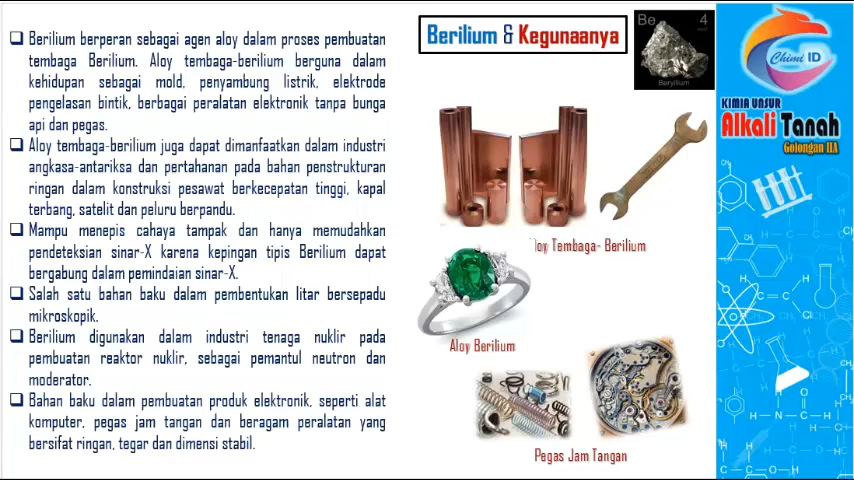 Berilium & Kegunaanya
Be 4
Beryllium
Chimi ID
KIMIA UNSUR
Alkali Tanah
Golongan IIA
Berilium berperan sebagai agen aloy dalam proses pembuatan
tembaga Berilium. Aloy tembaga-berilium berguna dalam
kehidupan sebagai mold, penyambung listrik, elektrode
pengelasan bintik, berbagai peralatan elektronik tanpa bunga
api dan pegas.
Aloy tembaga-berilium juga dapat dimanfaatkan dalam industri
angkasa-antariksa dan pertahanan pada bahan penstrukturan
ringan dalam konstruksi pesawat berkecepatan tinggi, kapal
terbang, satelit dan peluru berpandu.
Mampu menepis cahaya tampak dan hanya memudahkan
pendeteksian sinar-X karena kepingan tipis Berilium dapat
bergabung dalam pemindaian sinar-X.
Salah satu bahan baku dalam pembentukan litar bersepadu
mikroskopik.
Berilium digunakan dalam industri tenaga nuklir pada
pembuatan reaktor nuklir, sebagai pemantul neutron dan
moderator.
Bahan baku dalam pembuatan produk elektronik, seperti alat
komputer, pegas jam tangan dan beragam peralatan yang
bersifat ringan, tegar dan dimensi stabil.
loy Tembaga- Berilium
Aloy Berilium
Pegas Jam Tangan